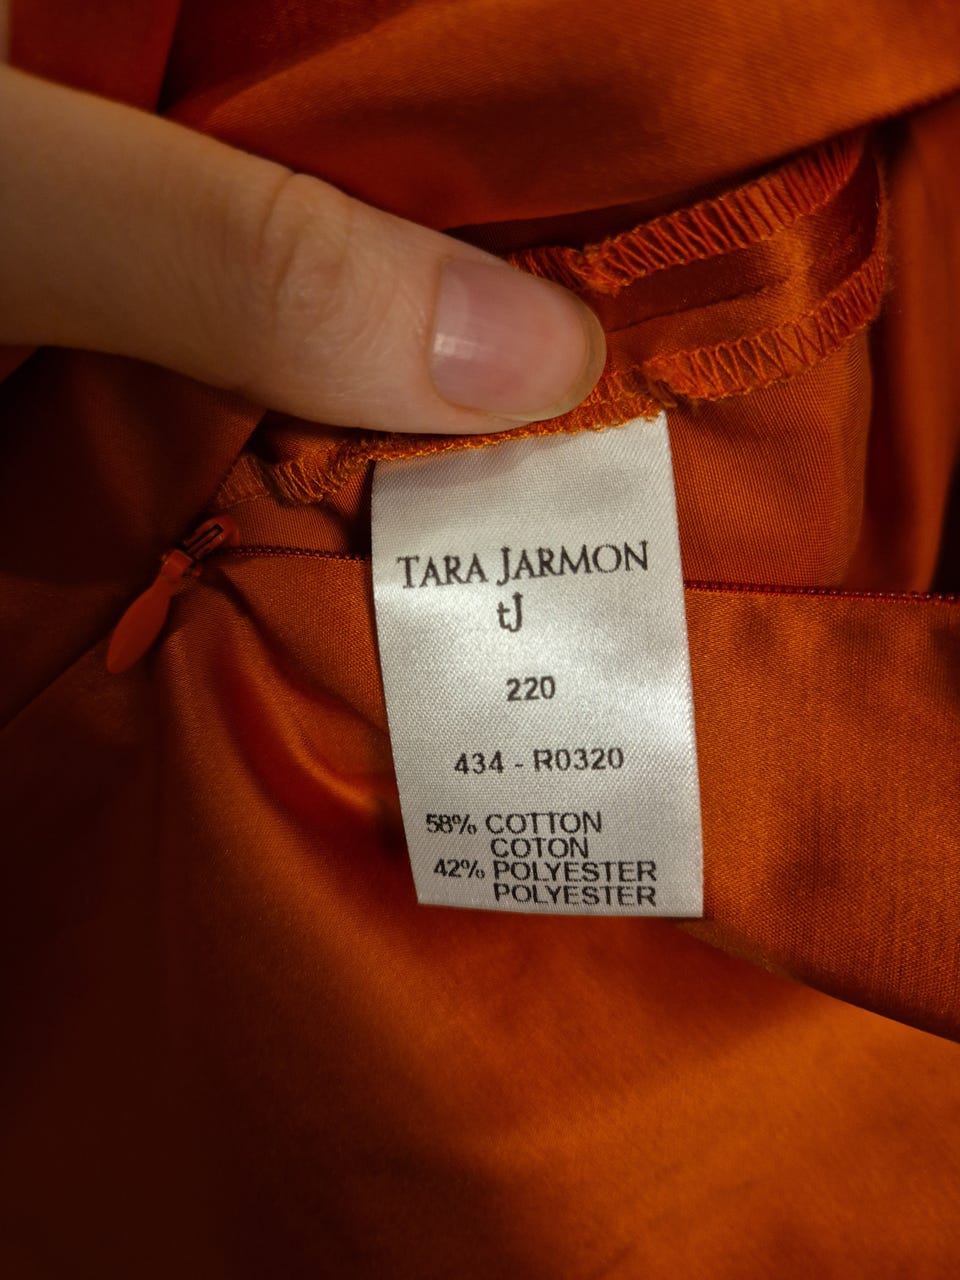 TARA JARMON
tJ
220
434 - R0320
58% COTTON
COTON
42% POLYESTER
POLYESTER